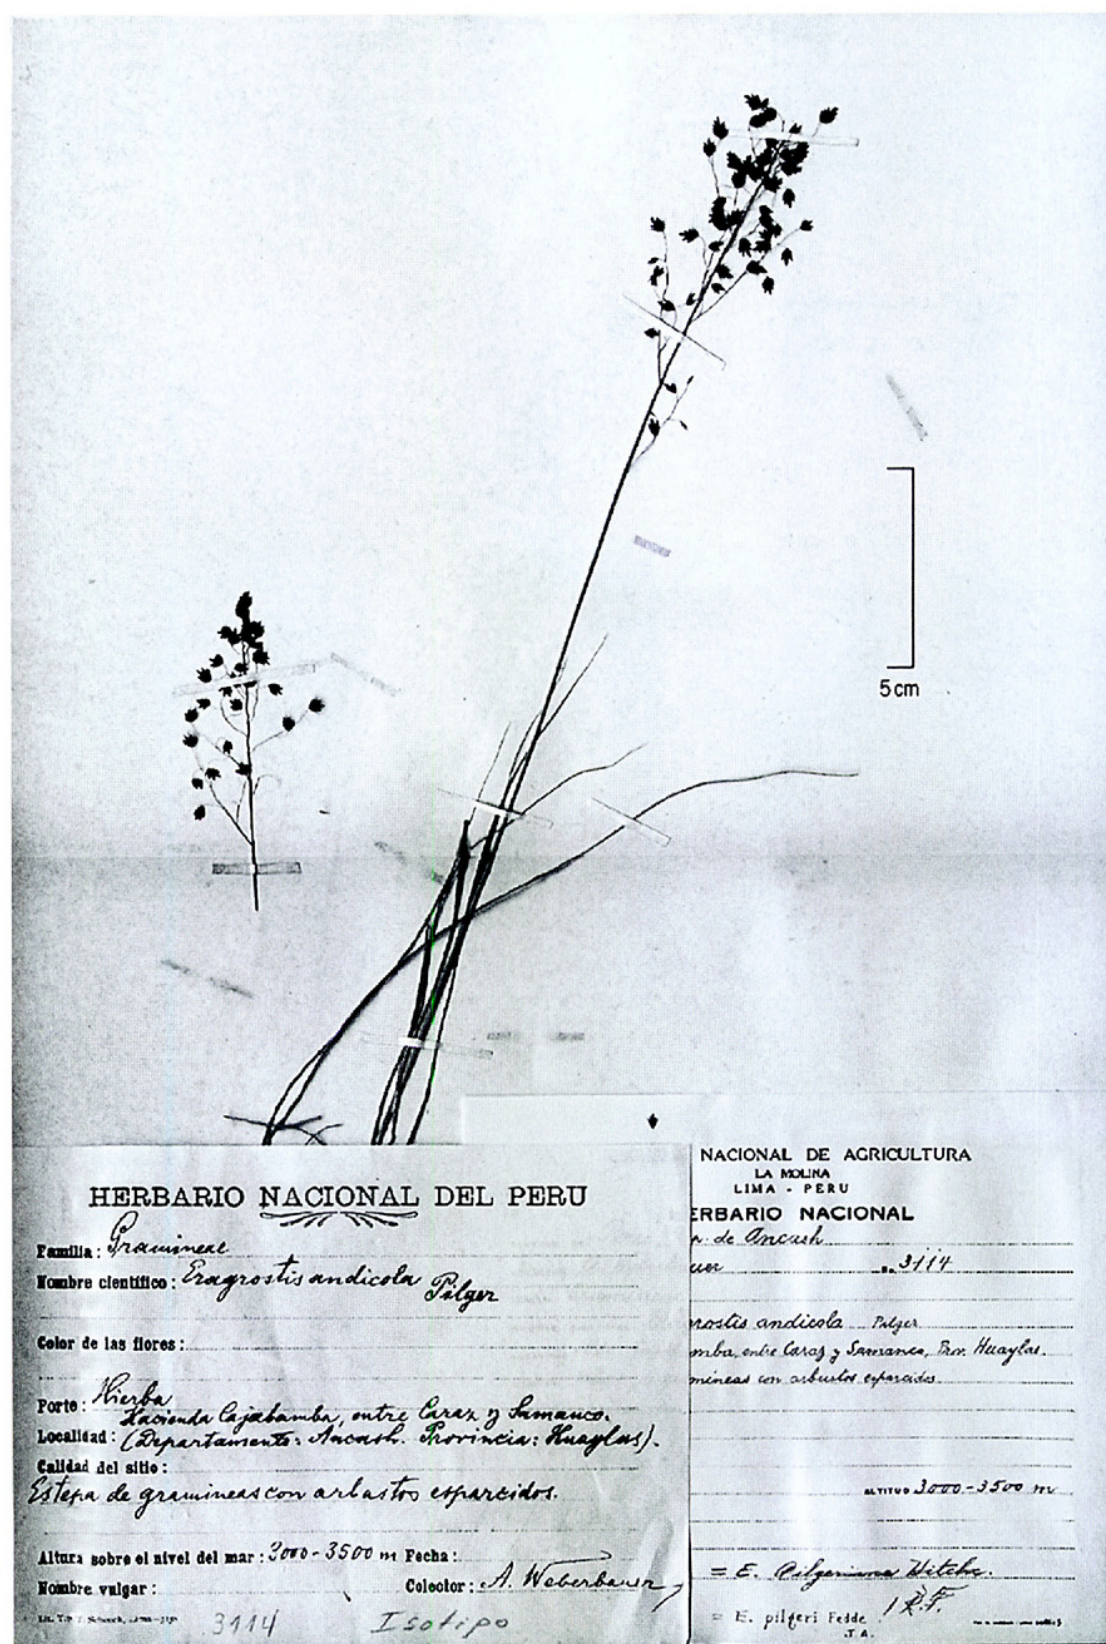 5 cm
HERBARIO NACIONAL DEL PERU
Familia: Gramineae
Nombre científico: Eragrostis andicola Pilger
Color de las flores:
Porte: Hierba
Hacienda Cajabamba, entre Caraz y Samanco.
Localidad: (Departamento: Ancash. Provincia: Huaylas).
Calidad del sitio:
Estepa de gramineas con arbustos esparcidos.
Altura sobre el nivel del mar: 3000-3500 m Fecha:
Nombre vulgar: Colector: A. Weberbauer
3114 Isotipo
NACIONAL DE AGRICULTURA
LA MOLINA
LIMA - PERU
ERBARIO NACIONAL
de Ancash
uer 3114
rostis andicola Pilger
mba, entre Caraz y Samanco, Prov. Huaylas.
mineas con arbustos esparcidos.
ALTITUD 3000-3500 m
= E. Pilgeriana Hitchc.
= E. pilgeri Fedde
J.A.